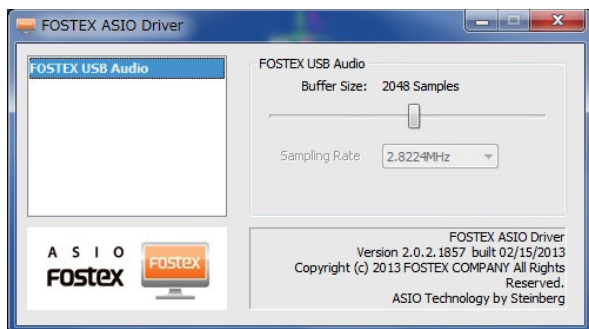 FOSTEX ASIO Driver
FOSTEX USB Audio
FOSTEX USB Audio
Buffer Size: 2048 Samples
Sampling Rate 2.8224MHz
ASIO
FOSTEX
FOSTEX
FOSTEX ASIO Driver
Version 2.0.2.1857 built 02/15/2013
Copyright (c) 2013 FOSTEX COMPANY All Rights
Reserved.
ASIO Technology by Steinberg